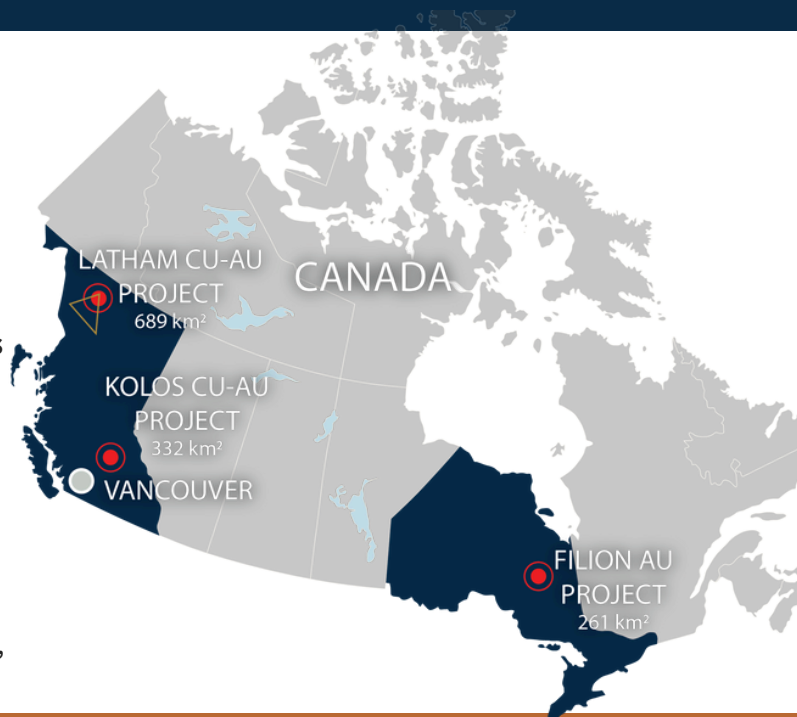 LATHAM CU-AU
PROJECT
689 km²
CANADA
KOLOS CU-AU
PROJECT
332 km²
VANCOUVER
FILION AU
PROJECT
261 km²